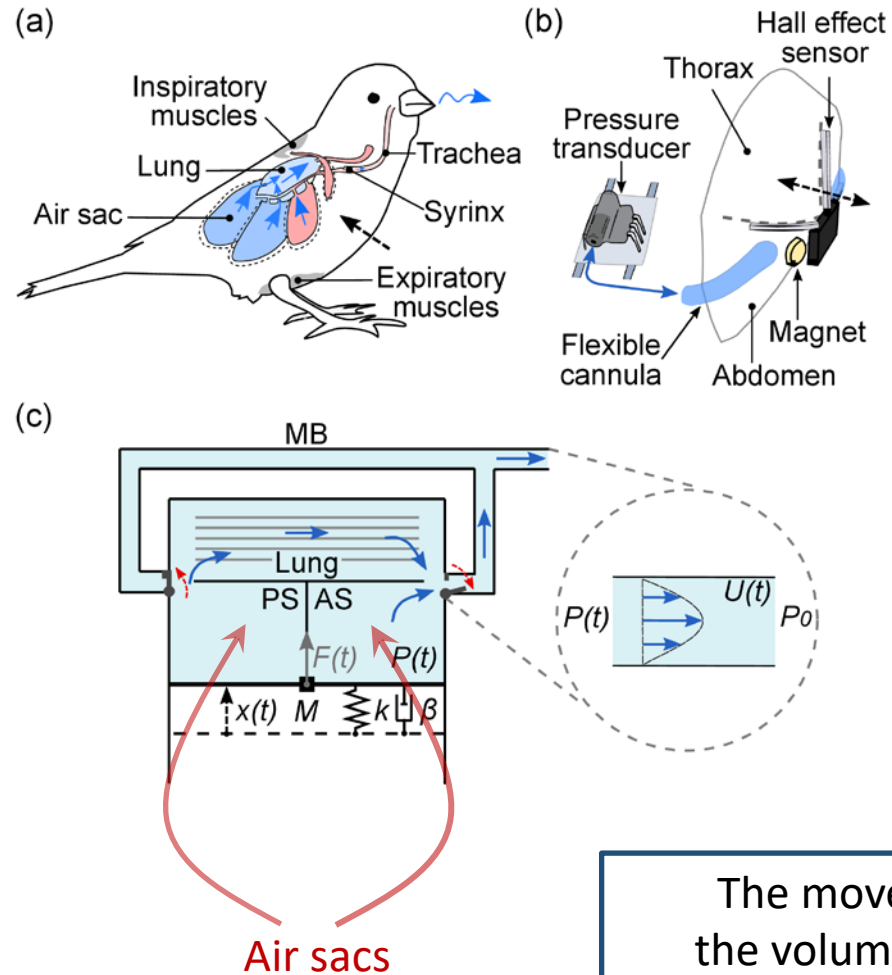 (a)
Inspiratory
muscles
Lung
Air sac
Trachea
Syrinx
Expiratory
muscles
(b)
Hall effect
sensor
Thorax
Pressure
transducer
Flexible
cannula
Magnet
Abdomen
(c)
MB
Lung
PS AS
F(t) P(t)
x(t) M k β
P(t) U(t) P0
Air sacs
The move
the volum